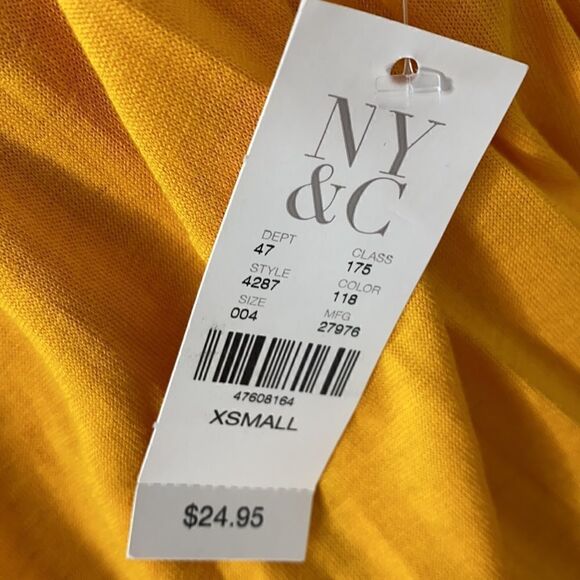 NY
&C
DEPT CLASS
47 175
STYLE COLOR
4287 118
SIZE MFG
004 27976
47608164
XSMALL
$24.95